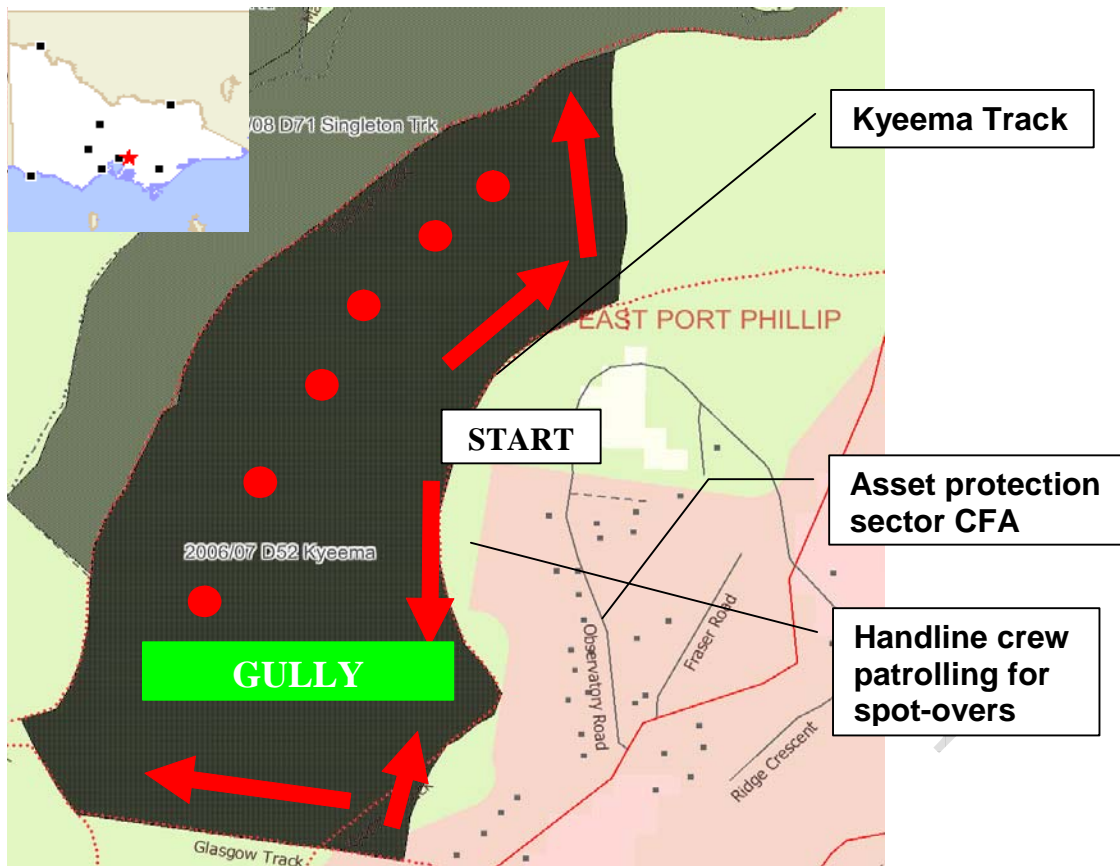 /08 D71 Singleton Trk
Kyeema Track
EAST PORT PHILLIP
START
Asset protection
sector CFA
2006/07 D52 Kyeema
Handline crew
patrolling for
spot-overs
GULLY
Observatory Road
Fraser Road
Ridge Crescent
Glasgow Track